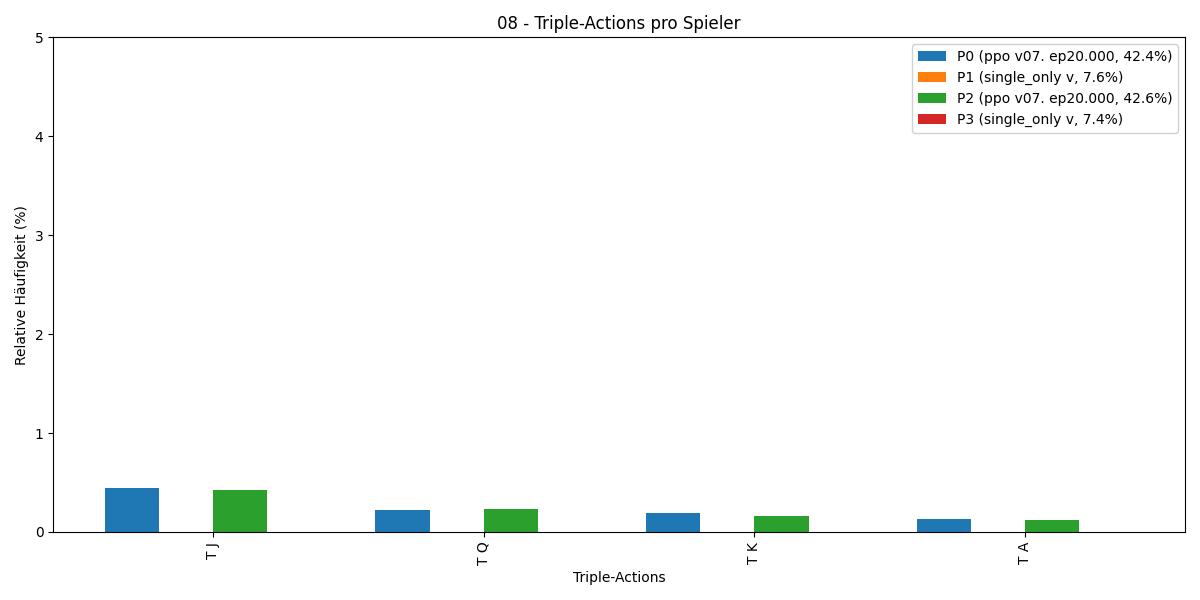 08 - Triple-Actions pro Spieler
P0 (ppo v07. ep20.000, 42.4%)
P1 (single_only v, 7.6%)
P2 (ppo v07. ep20.000, 42.6%)
P3 (single_only v, 7.4%)
Relative Häufigkeit (%)
5
4
3
2
1
0
T J
T Q
T K
T A
Triple-Actions